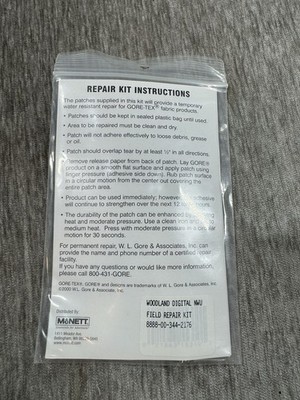 REPAIR KIT INSTRUCTIONS
The patches supplied in this kit will provide a temporary
water resistant repair for GORE-TEX® fabric products.
• Patches should be kept in sealed plastic bag until used.
• Area to be repaired must be clean and dry.
• Patch will not adhere effectively to loose debris, grease
or oil.
• Patch should overlap tear by at least ½" in all directions.
• Remove release paper from back of patch. Lay GORE®
product on a smooth flat surface and apply patch using
finger pressure (adhesive side down). Rub patch surface
in a circular motion from the center out covering the
entire patch area.
• Product can be used immediately, however, adhesive
will continue to strengthen over the next 12
• The durability of the patch can be enhanced by
heat and moderate pressure. Use a clean iron
medium heat. Press with moderate pressure in a circular
motion for 30 seconds.
For permanent repair, W. L. Gore & Associates, Inc. can
provide the name and phone number of a certified repair
facility.
If you have any questions or would like more information,
please call 800-431-GORE.
GORE-TEX®, GORE® and designs are trademarks of W. L. Gore & Associates, Inc.
©2000 W. L. Gore & Associates, Inc.
Distributed By
McNETT
Bellingham, WA
WOODLAND DIGITAL NWU
FIELD REPAIR KIT
8888-00-344-2176